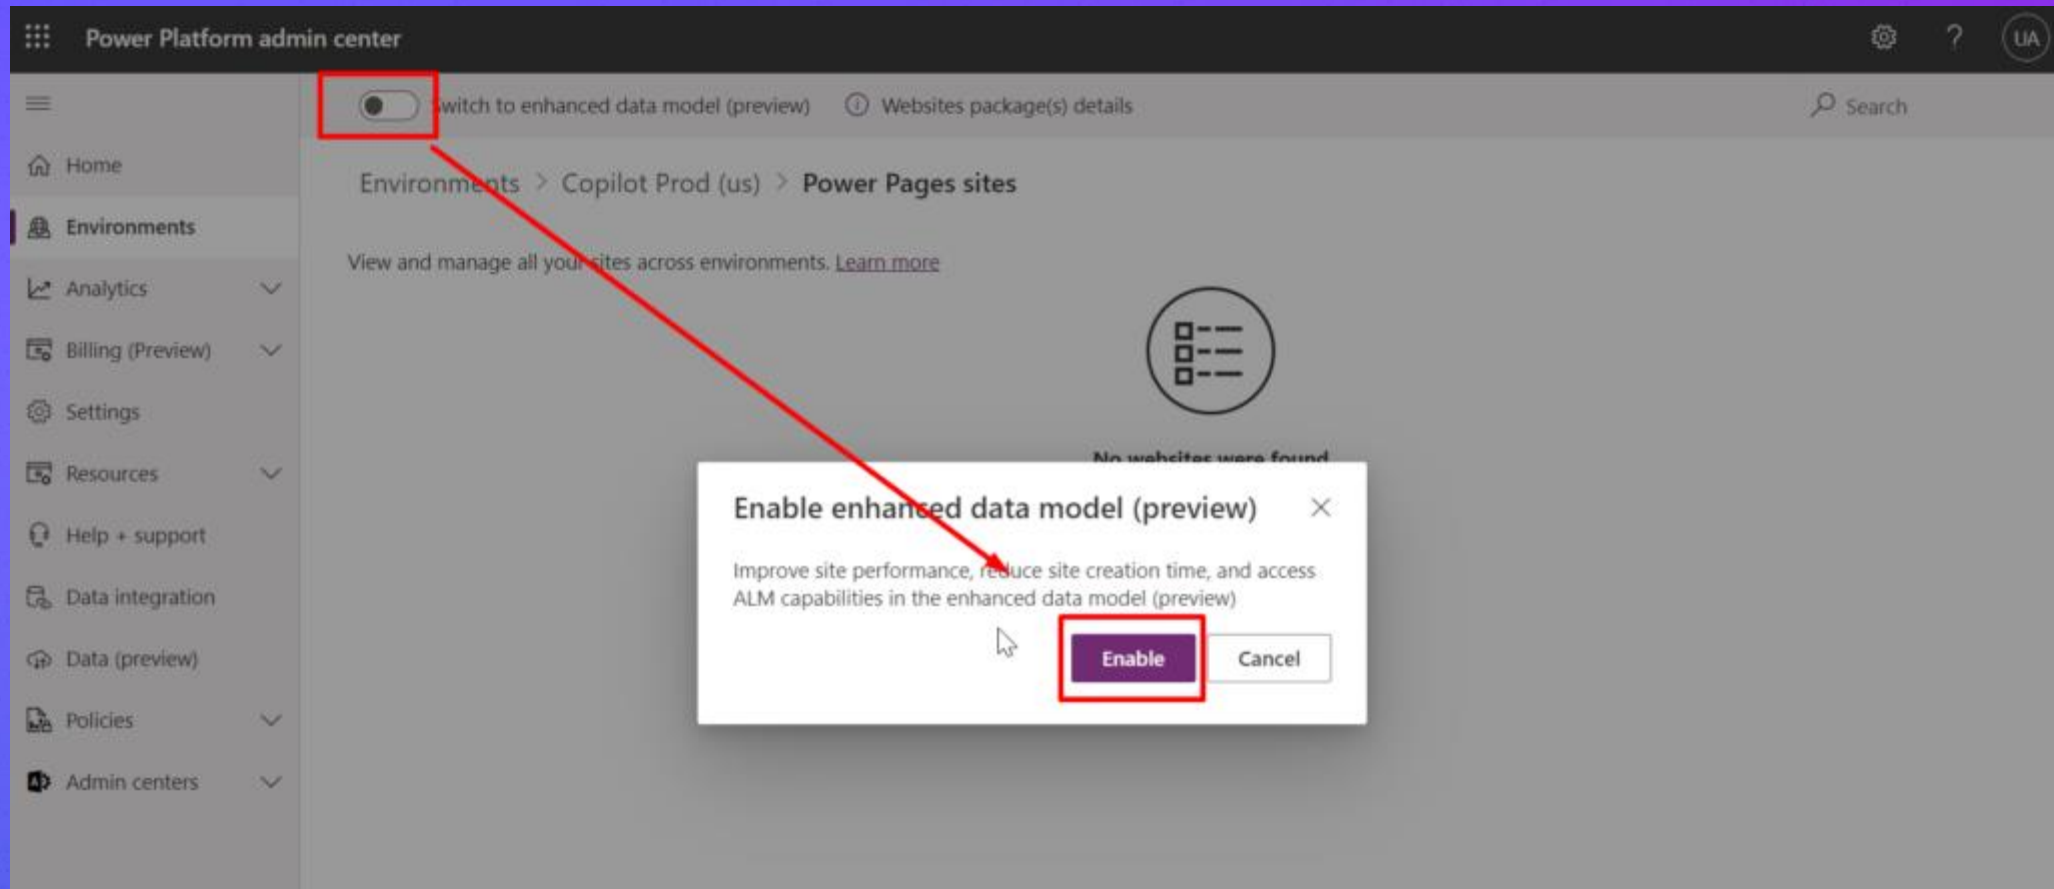 Power Platform admin center
?
UA
Switch to enhanced data model (preview)
Websites package(s) details
Search
Home
Environments
Analytics
Billing (Preview)
Settings
Resources
Help + support
Data integration
Data (preview)
Policies
Admin centers
Environments > Copilot Prod (us) > Power Pages sites
View and manage all your sites across environments. Learn more
No websites were found
Enable enhanced data model (preview)
Improve site performance, reduce site creation time, and access
ALM capabilities in the enhanced data model (preview)
Enable
Cancel